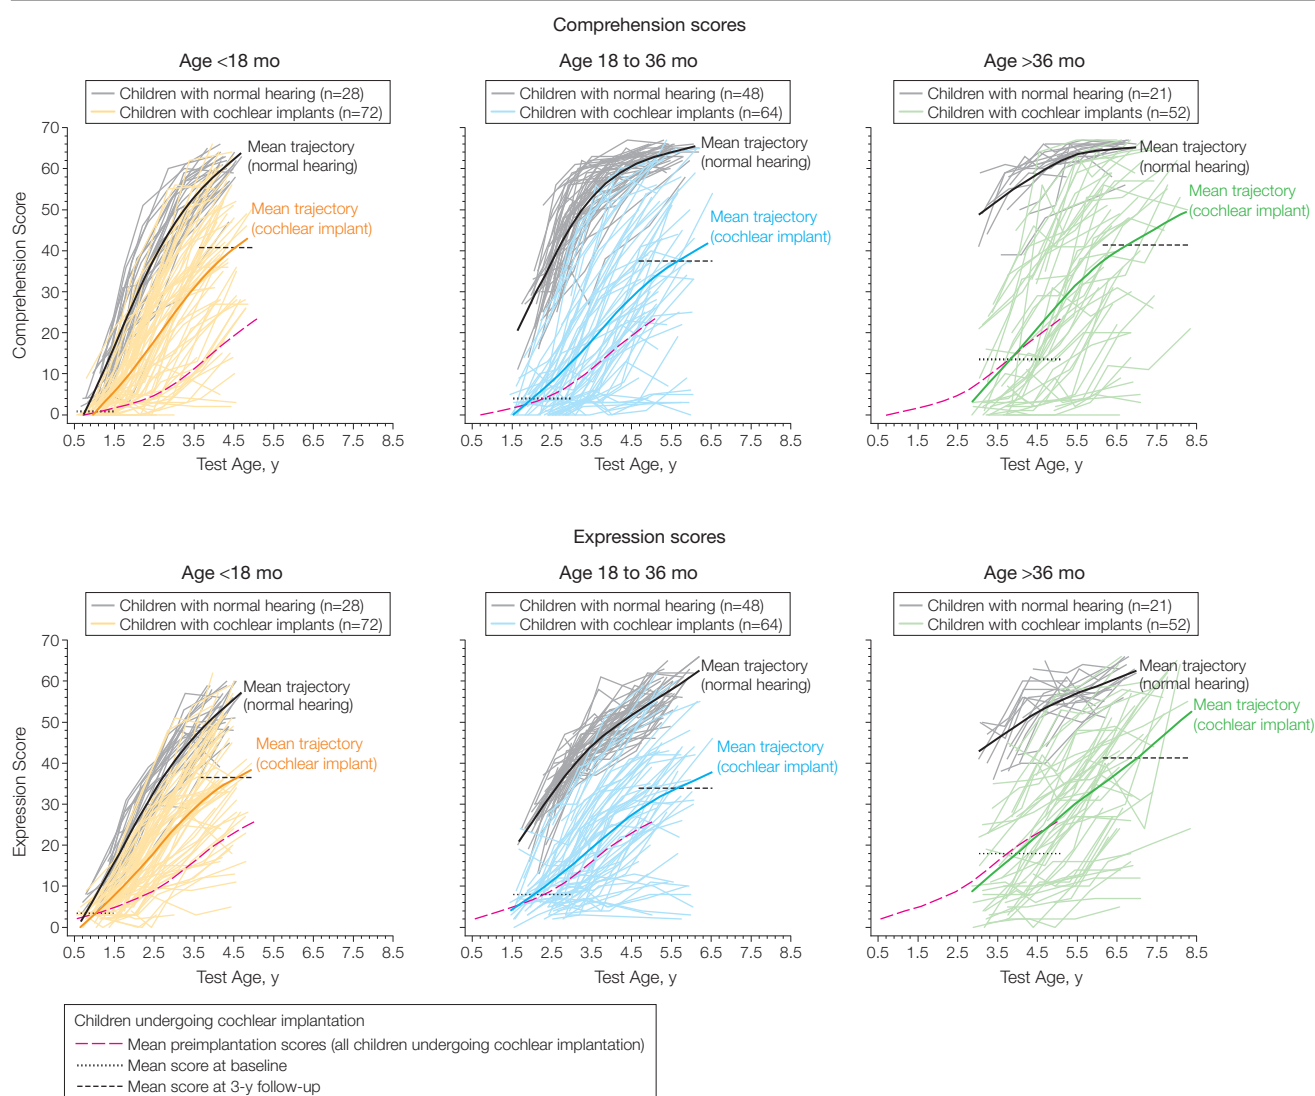 Comprehension scores
Age <18 mo
Children with normal hearing (n=28)
Children with cochlear implants (n=72)
Comprehension Score
70
60
50
40
30
20
10
0
Mean trajectory
(normal hearing)
Mean trajectory
(cochlear implant)
0.5 1.5 2.5 3.5 4.5 5.5 6.5 7.5 8.5
Test Age, y
Age 18 to 36 mo
Children with normal hearing (n=48)
Children with cochlear implants (n=64)
Mean trajectory
(normal hearing)
Mean trajectory
(cochlear implant)
0.5 1.5 2.5 3.5 4.5 5.5 6.5 7.5 8.5
Test Age, y
Age >36 mo
Children with normal hearing (n=21)
Children with cochlear implants (n=52)
Mean trajectory
(normal hearing)
Mean trajectory
(cochlear implant)
0.5 1.5 2.5 3.5 4.5 5.5 6.5 7.5 8.5
Test Age, y
Expression scores
Age <18 mo
Children with normal hearing (n=28)
Children with cochlear implants (n=72)
Expression Score
70
60
50
40
30
20
10
0
Mean trajectory
(normal hearing)
Mean trajectory
(cochlear implant)
0.5 1.5 2.5 3.5 4.5 5.5 6.5 7.5 8.5
Test Age, y
Age 18 to 36 mo
Children with normal hearing (n=48)
Children with cochlear implants (n=64)
Mean trajectory
(normal hearing)
Mean trajectory
(cochlear implant)
0.5 1.5 2.5 3.5 4.5 5.5 6.5 7.5 8.5
Test Age, y
Age >36 mo
Children with normal hearing (n=21)
Children with cochlear implants (n=52)
Mean trajectory
(normal hearing)
Mean trajectory
(cochlear implant)
0.5 1.5 2.5 3.5 4.5 5.5 6.5 7.5 8.5
Test Age, y
Children undergoing cochlear implantation
Mean preimplantation scores (all children undergoing cochlear implantation)
Mean score at baseline
Mean score at 3-y follow-up